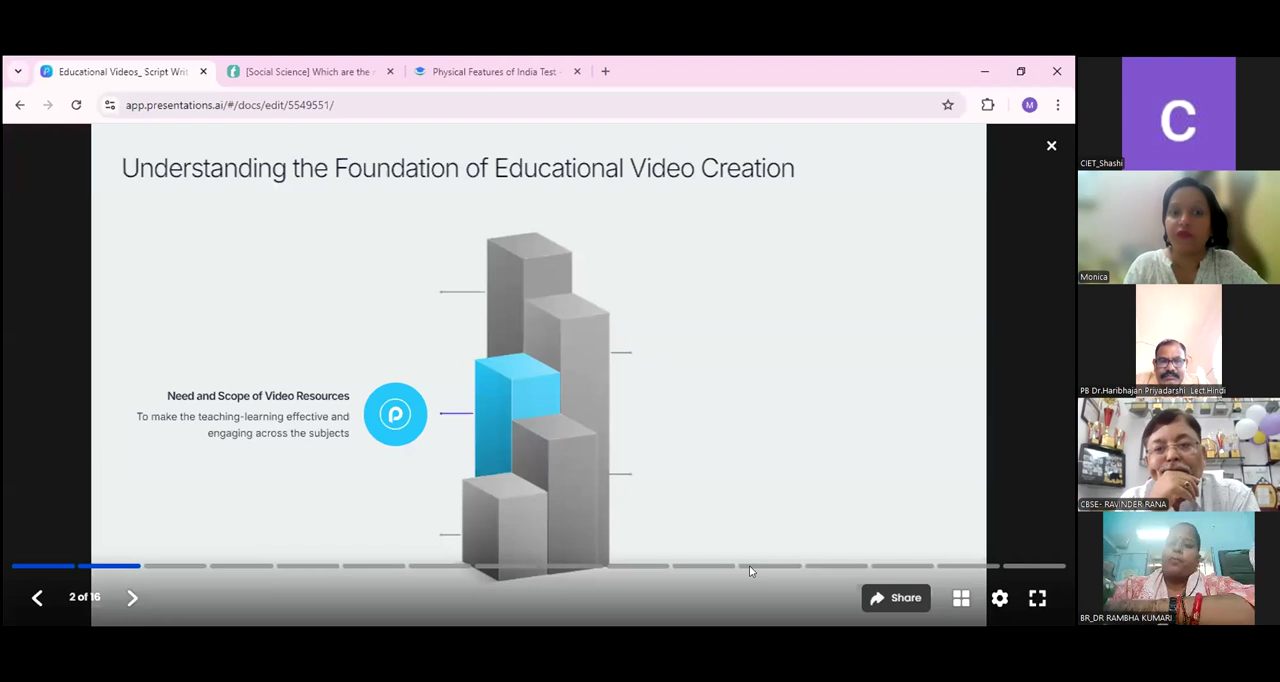 Educational Videos_ Script Writ
[Social Science] Which are the
Physical Features of India Test -
app.presentations.ai/#/docs/edit/5549551/
M
Understanding the Foundation of Educational Video Creation
Need and Scope of Video Resources
To make the teaching-learning effective and
engaging across the subjects
2 of 16
Share
C
CIET_Shashi
Monica
PB Dr.Haribhajan Priyadarshi Lect.Hindi
CBSE- RAVINDER RANA
BR_DR RAMBHA KUMARI